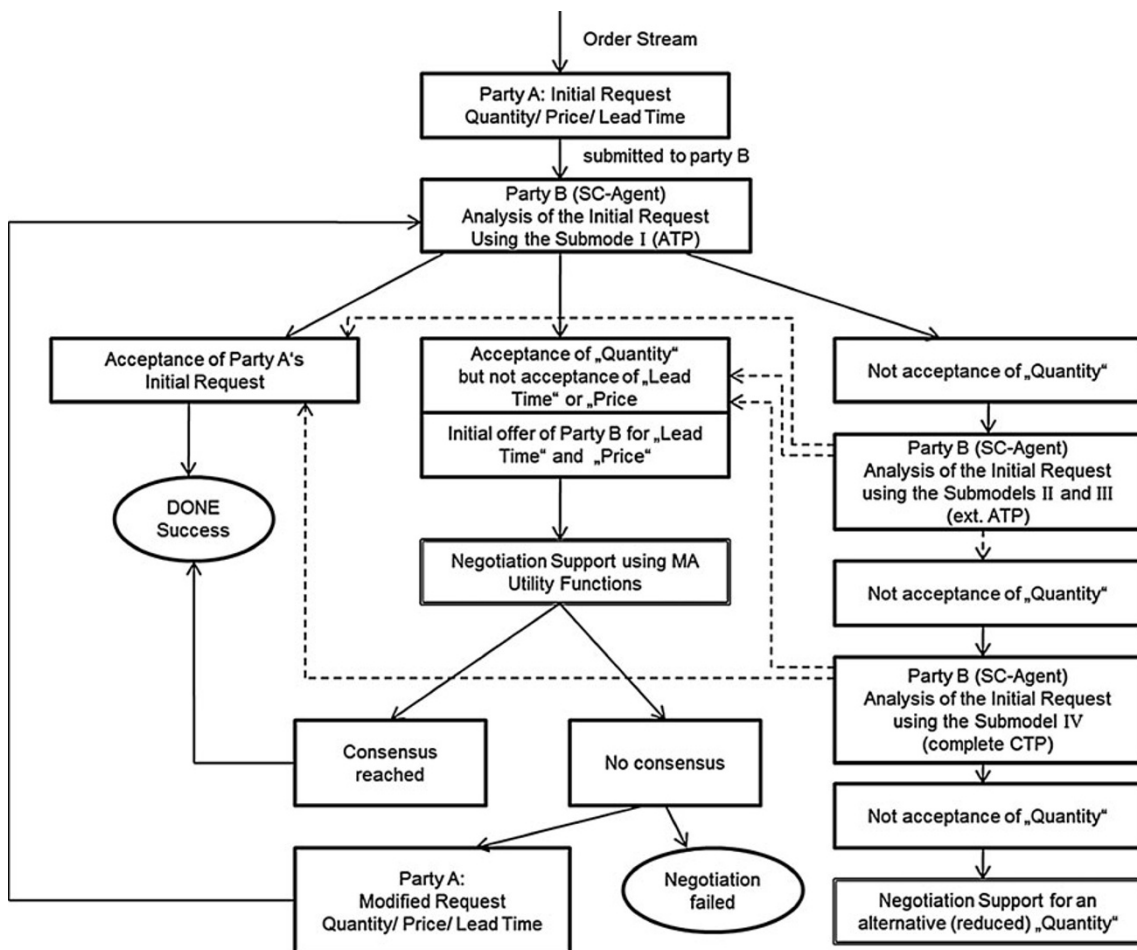 Order Stream
Party A: Initial Request
Quantity/ Price/ Lead Time
submitted to party B
Party B (SC-Agent)
Analysis of the Initial Request
Using the Submode I (ATP)
Acceptance of Party A's
Initial Request
Acceptance of „Quantity“
but not acceptance of „Lead
Time“ or „Price
Initial offer of Party B for „Lead
Time“ and „Price“
Not acceptance of „Quantity“
Party B (SC-Agent)
Analysis of the Initial Request
using the Submodels II and III
(ext. ATP)
DONE
Success
Negotiation Support using MA
Utility Functions
Not acceptance of „Quantity“
Party B (SC-Agent)
Analysis of the Initial Request
using the Submodel IV
(complete CTP)
Consensus
reached
No consensus
Not acceptance of „Quantity“
Party A:
Modified Request
Quantity/ Price/ Lead Time
Negotiation
failed
Negotiation Support for an
alternative (reduced) „Quantity“